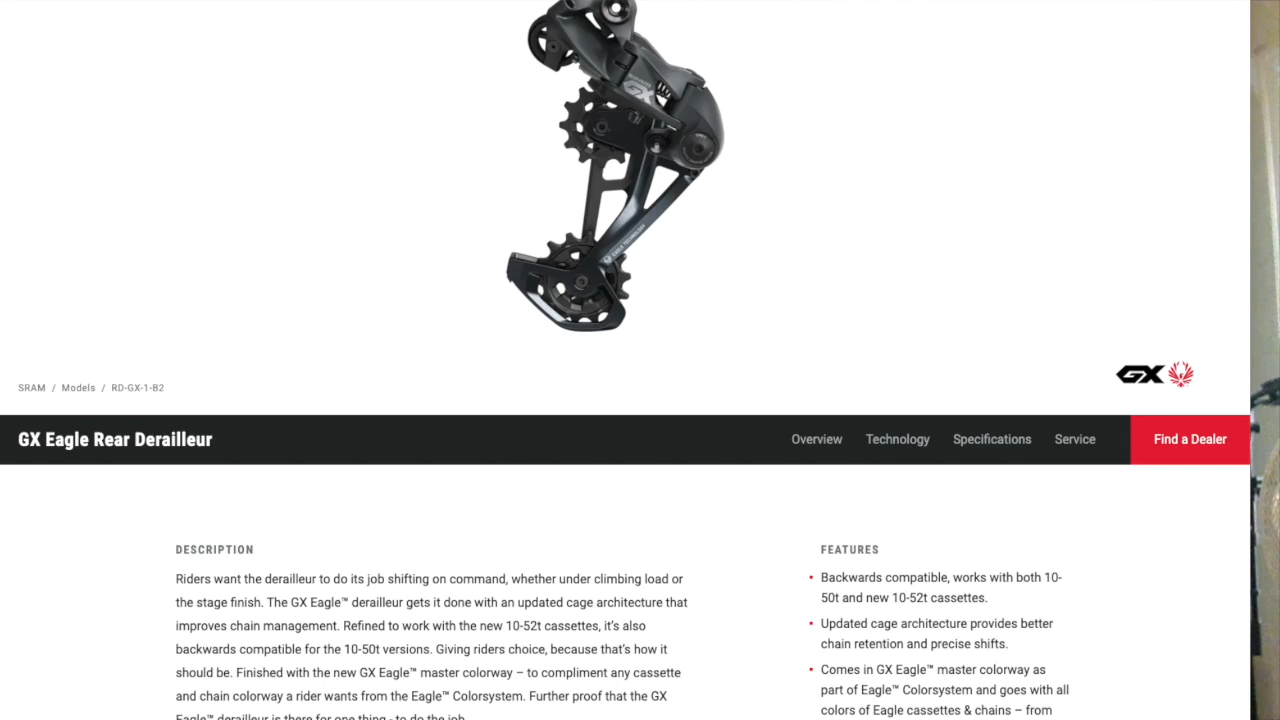 GX
EAGLE TECHNOLOGY
GX
SRAM / Models / RD-GX-1-B2
GX Eagle Rear Derailleur
Overview
Technology
Specifications
Service
Find a Dealer
DESCRIPTION
Riders want the derailleur to do its job shifting on command, whether under climbing load or
the stage finish. The GX Eagle™ derailleur gets it done with an updated cage architecture that
improves chain management. Refined to work with the new 10-52t cassettes, it’s also
backwards compatible for the 10-50t versions. Giving riders choice, because that’s how it
should be. Finished with the new GX Eagle™ master colorway – to compliment any cassette
and chain colorway a rider wants from the Eagle™ Colorsystem. Further proof that the GX
Eagle™ derailleur is there for one thing - to do the job.
FEATURES
Backwards compatible, works with both 10-
50t and new 10-52t cassettes.
Updated cage architecture provides better
chain retention and precise shifts.
Comes in GX Eagle™ master colorway as
part of Eagle™ Colorsystem and goes with all
colors of Eagle cassettes & chains – from